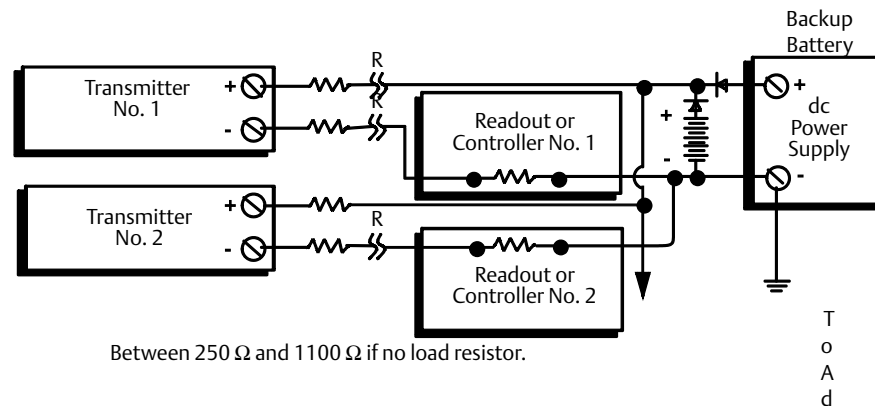 Backup
Battery
R
Transmitter
No. 1
+
-
R
Readout or
Controller No. 1
+
-
+
dc
Power
Supply
-
Transmitter
No. 2
+
-
R
Readout or
Controller No. 2
Between 250 Ω and 1100 Ω if no load resistor.
T
o
A
d